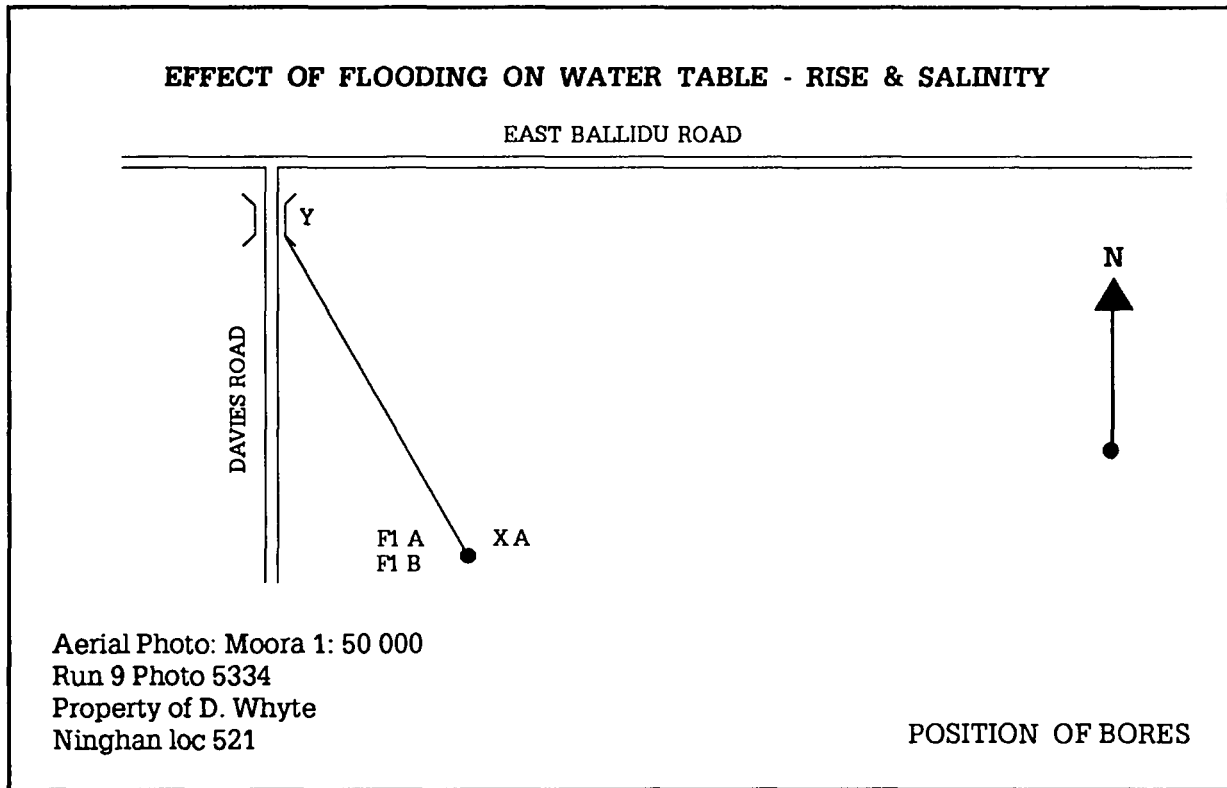 EFFECT OF FLOODING ON WATER TABLE - RISE & SALINITY
EAST BALLIDU ROAD
Y
N
DAVIES ROAD
F1 A
X A
F1 B
Aerial Photo: Moora 1: 50 000
Run 9 Photo 5334
Property of D. Whyte
Ninghan loc 521
POSITION OF BORES